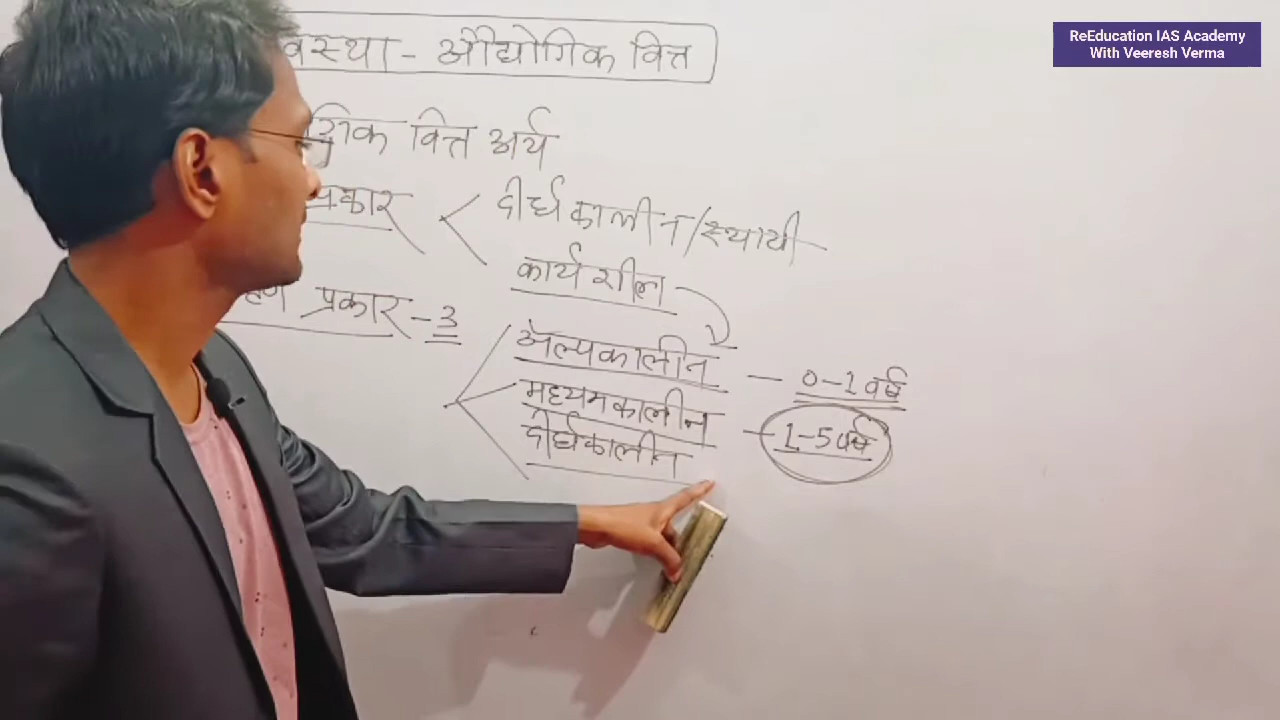 ReEducation IAS Academy
With Veeresh Verma
वस्था - औद्योगिक वित्त
गिक वित्त अर्थ
प्रकार
दीर्घकालीन/स्थायी
कार्यशील
प्रकार - 3
अल्पकालीन - 0-1 वर्ष
मध्यमकालीन - 1-5 वर्ष
दीर्घकालीन